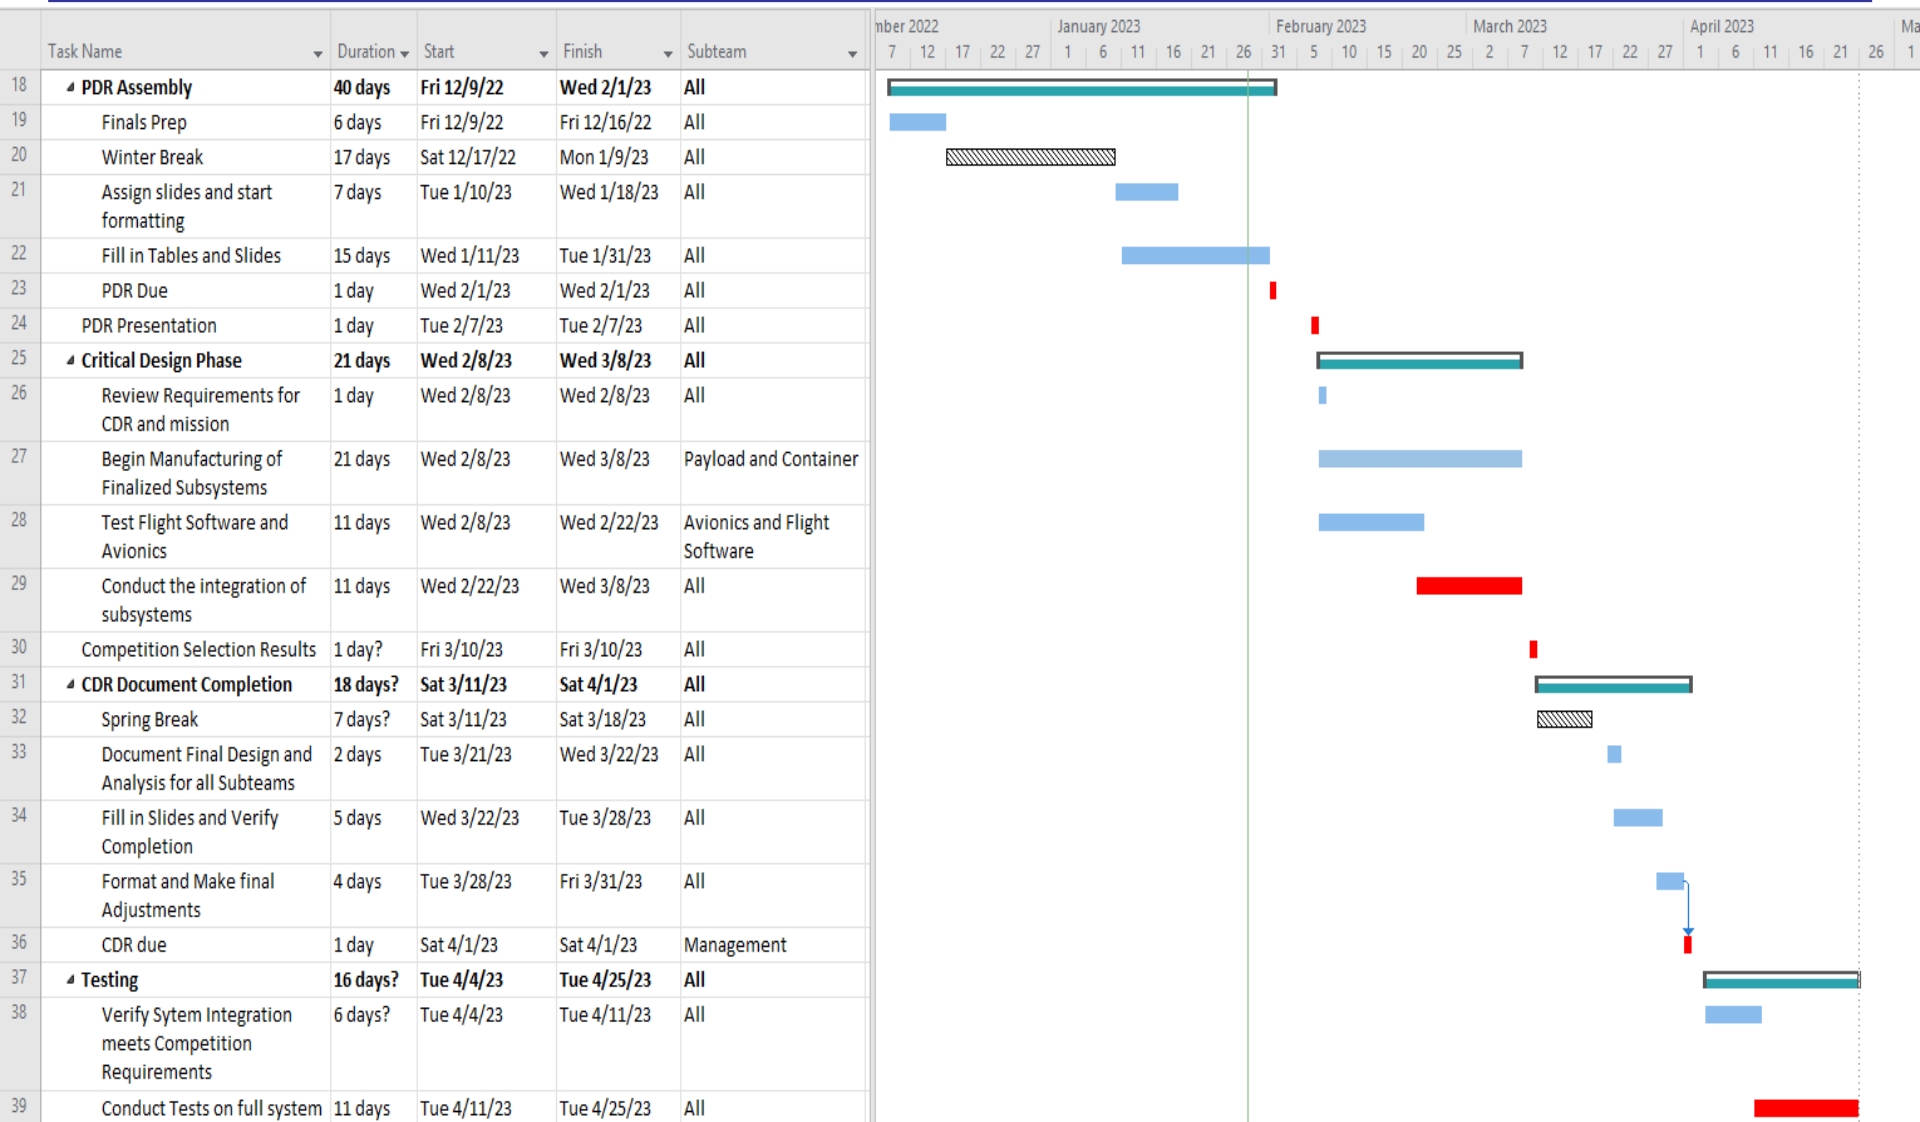 mber 2022 January 2023 February 2023 March 2023 April 2023 Ma
Task Name Duration Start Finish Subteam 7 12 17 22 27 1 6 11 16 21 26 31 5 10 15 20 25 2 7 12 17 22 27 1 6 11 16 21 26 1
18 PDR Assembly 40 days Fri 12/9/22 Wed 2/1/23 All
19 Finals Prep 6 days Fri 12/9/22 Fri 12/16/22 All
20 Winter Break 17 days Sat 12/17/22 Mon 1/9/23 All
21 Assign slides and start 7 days Tue 1/10/23 Wed 1/18/23 All
formatting
22 Fill in Tables and Slides 15 days Wed 1/11/23 Tue 1/31/23 All
23 PDR Due 1 day Wed 2/1/23 Wed 2/1/23 All
24 PDR Presentation 1 day Tue 2/7/23 Tue 2/7/23 All
25 Critical Design Phase 21 days Wed 2/8/23 Wed 3/8/23 All
26 Review Requirements for 1 day Wed 2/8/23 Wed 2/8/23 All
CDR and mission
27 Begin Manufacturing of 21 days Wed 2/8/23 Wed 3/8/23 Payload and Container
Finalized Subsystems
28 Test Flight Software and 11 days Wed 2/8/23 Wed 2/22/23 Avionics and Flight
Avionics Software
29 Conduct the integration of 11 days Wed 2/22/23 Wed 3/8/23 All
subsystems
30 Competition Selection Results 1 day? Fri 3/10/23 Fri 3/10/23 All
31 CDR Document Completion 18 days? Sat 3/11/23 Sat 4/1/23 All
32 Spring Break 7 days? Sat 3/11/23 Sat 3/18/23 All
33 Document Final Design and 2 days Tue 3/21/23 Wed 3/22/23 All
Analysis for all Subteams
34 Fill in Slides and Verify 5 days Wed 3/22/23 Tue 3/28/23 All
Completion
35 Format and Make final 4 days Tue 3/28/23 Fri 3/31/23 All
Adjustments
36 CDR due 1 day Sat 4/1/23 Sat 4/1/23 Management
37 Testing 16 days? Tue 4/4/23 Tue 4/25/23 All
38 Verify Sytem Integration 6 days? Tue 4/4/23 Tue 4/11/23 All
meets Competition
Requirements
39 Conduct Tests on full system 11 days Tue 4/11/23 Tue 4/25/23 All